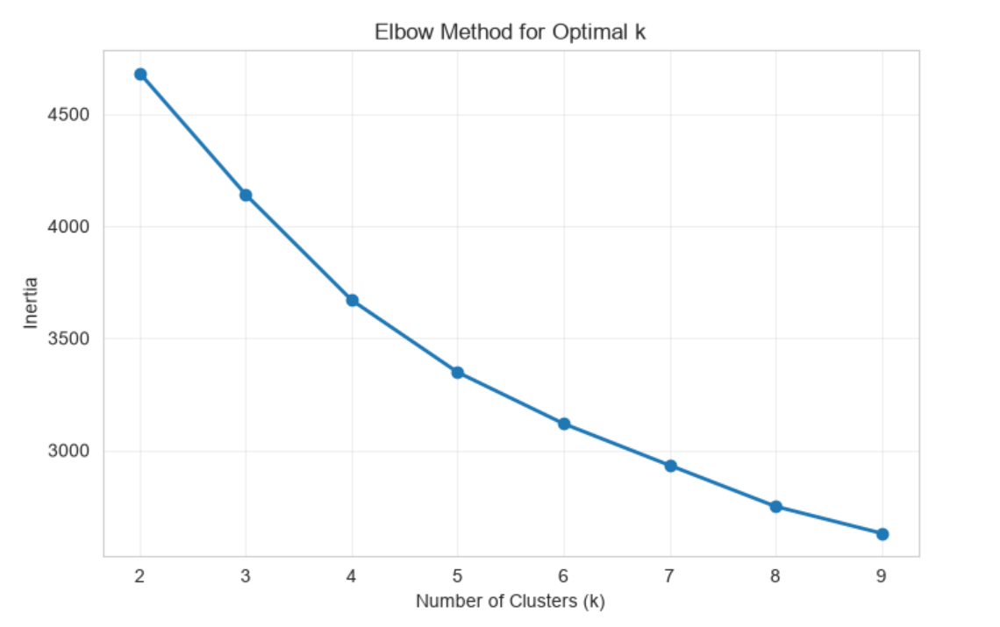 Elbow Method for Optimal k
4500
4000
3500
3000
Inertia
2 3 4 5 6 7 8 9
Number of Clusters (k)